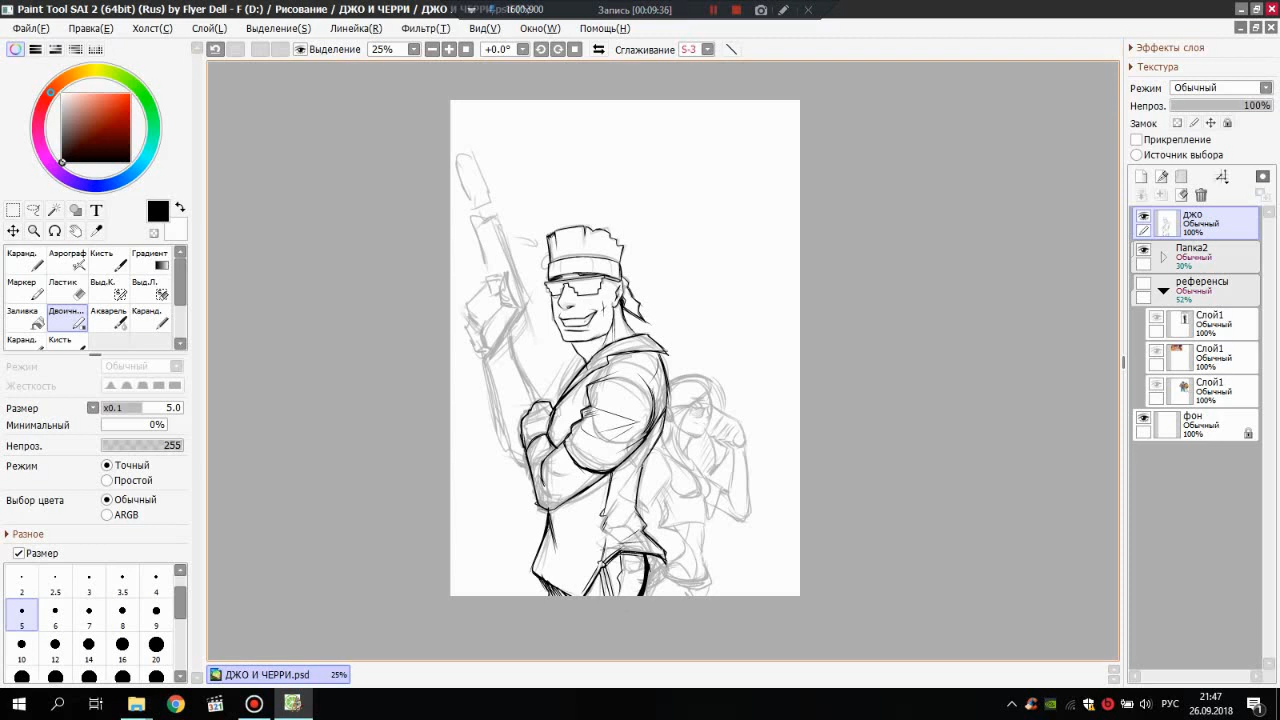 Paint Tool SAI 2 (64bit) (Rus) by Flyer Dell - F (D:) / Рисование / ДЖО И ЧЕРРИ / ДЖО И ЧЕРРИ.psd
1600x900
Запись [00:09:36]
Файл(F) Правка(E) Холст(C) Слой(L) Выделение(S) Линейка(R) Фильтр(T) Вид(V) Окно(W) Помощь(H)
Выделение 25% +0.0° Сглаживание S-3
T
Каранд. Аэрограф Кисть Градиент
Маркер Ластик Выд.К. Выд.Л.
Заливка Двоичн... Акварель Каранд.
Каранд. Кисть
Режим Обычный
Жесткость
Размер x0.1 5.0
Минимальный 0%
Непроз. 255
Режим Точный
Простой
Выбор цвета Обычный
ARGB
Разное
Размер
2 2.5 3 3.5 4
5 6 7 8 9
10 12 14 16 20
ДЖО И ЧЕРРИ.psd 25%
Эффекты слоя
Текстура
Режим Обычный
Непроз. 100%
Замок
Прикрепление
Источник выбора
джо
Обычный
100%
Папка2
Обычный
30%
референсы
Обычный
52%
Слой1
Обычный
100%
Слой1
Обычный
100%
Слой1
Обычный
100%
фон
Обычный
100%
321
РУС
21:47
26.09.2018
1